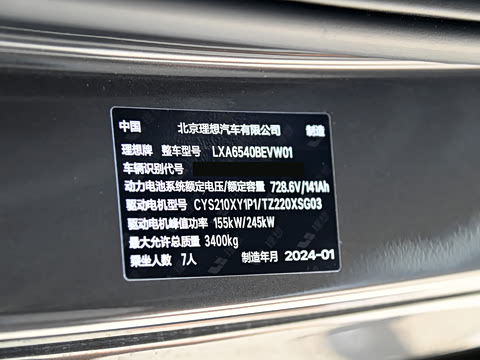 中国 北京理想汽车有限公司 制造
理想牌 整车型号 LXA6540BEVW01
车辆识别代号
动力电池系统额定电压/额定容量 728.6V/141Ah
驱动电机型号 CYS210XY1P1/TZ220XSG03
驱动电机峰值功率 155kW/245kW
最大允许总质量 3400kg
乘坐人数 7人 制造年月 2024-01